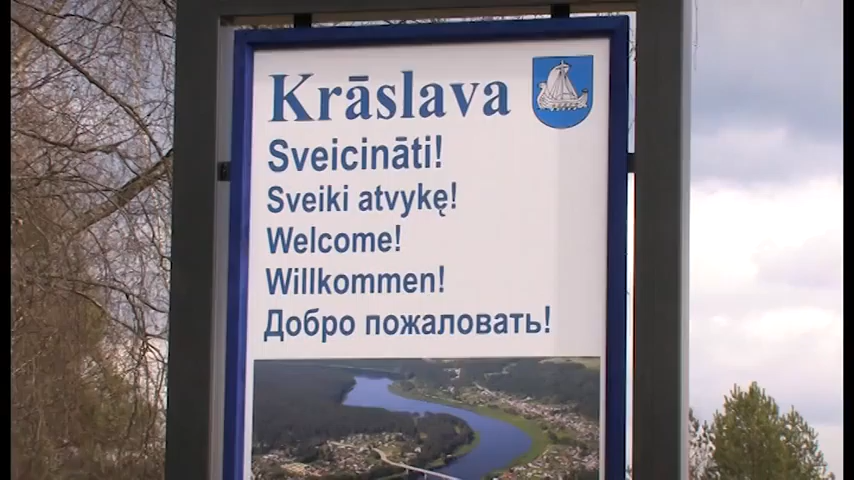 Krāslava
Sveicināti!
Sveiki atvykę!
Welcome!
Willkommen!
Добро пожаловать!